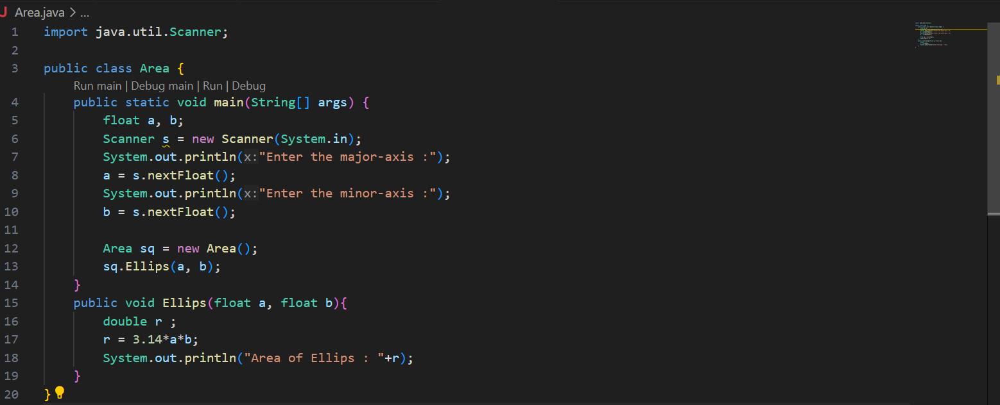 J Area.java > ...
1 import java.util.Scanner;
2
3 public class Area {
Run main | Debug main | Run | Debug
4     public static void main(String[] args) {
5         float a, b;
6         Scanner s = new Scanner(System.in);
7         System.out.println(x:"Enter the major-axis :");
8         a = s.nextFloat();
9         System.out.println(x:"Enter the minor-axis :");
10         b = s.nextFloat();
11
12         Area sq = new Area();
13         sq.Ellips(a, b);
14     }
15     public void Ellips(float a, float b){
16         double r ;
17         r = 3.14*a*b;
18         System.out.println("Area of Ellips : "+r);
19     }
20 }